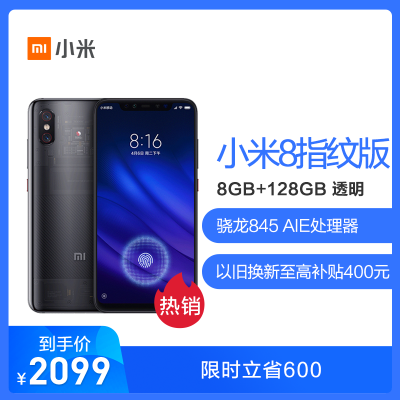 小米
小米8指纹版
8GB+128GB 透明
骁龙845 AIE处理器
以旧换新至高补贴400元
8:16
mi
热销
到手价
¥2099
限时立省600